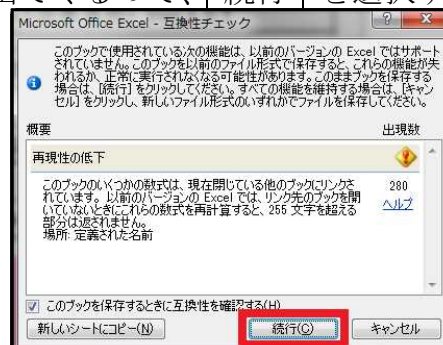 出てくるので、「続行」を選択す
Microsoft Office Excel - 互換性チェック
このブックで使用されている次の機能は、以前のバージョンの Excel ではサポート
されていません。このブックを以前のファイル形式で保存すると、これらの機能が失
われるか、正常に実行されなくなる可能性があります。このままブックを保存する
場合は、[続行] をクリックしてください。すべての機能を維持する場合は、[キャン
セル] をクリックし、新しいファイル形式のいずれかでファイルを保存してください。
概要 出現数
再現性の低下
このブックのいくつかの数式は、現在閉じている他のブックにリンクさ 280
れています。以前のバージョンの Excel では、リンク先のブックを開 ヘルプ
いていないときにこれらの数式を再計算すると、255 文字を超える
部分は返されません。
場所: 定義された名前
このブックを保存するときに互換性を確認する(H)
新しいシートにコピー(N) 続行(C) キャンセル